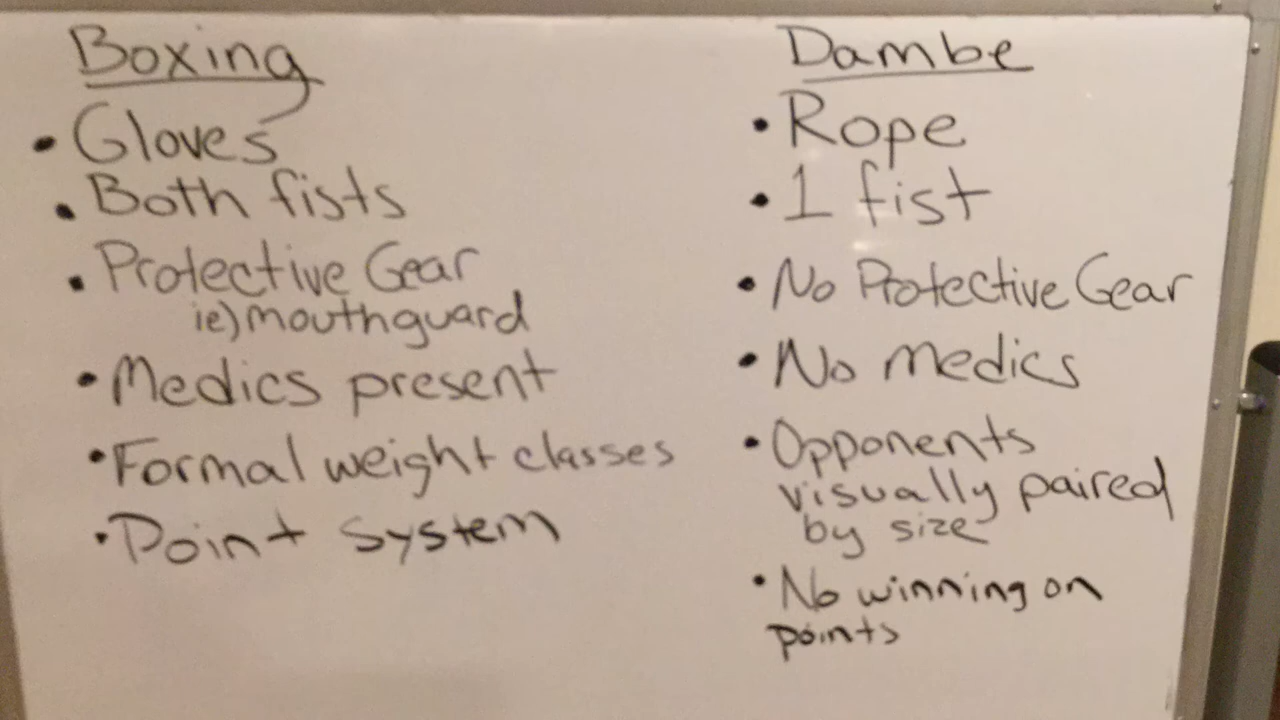 Boxing
• Gloves
• Both fists
• Protective Gear
ie) mouthguard
• Medics present
• Formal weight classes
• Point system
Dambe
• Rope
• 1 fist
• No Protective Gear
• No medics
• Opponents
visually paired
by size
• No winning on
points